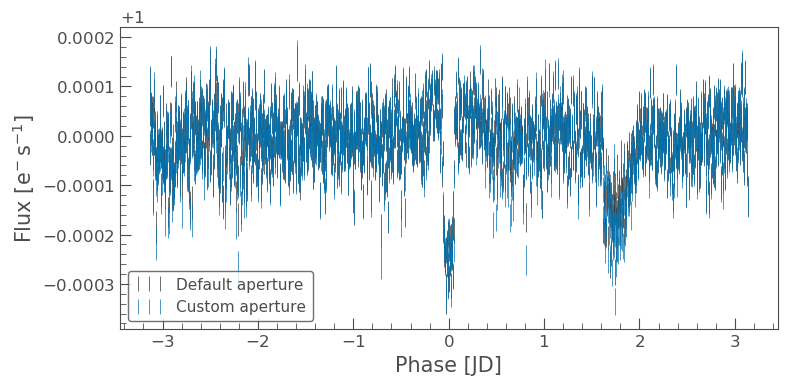 +1
0.0002
0.0001
0.0000
−0.0001
−0.0002
−0.0003
Flux [e⁻ s⁻¹]
Default aperture
Custom aperture
−3 −2 −1 0 1 2 3
Phase [JD]